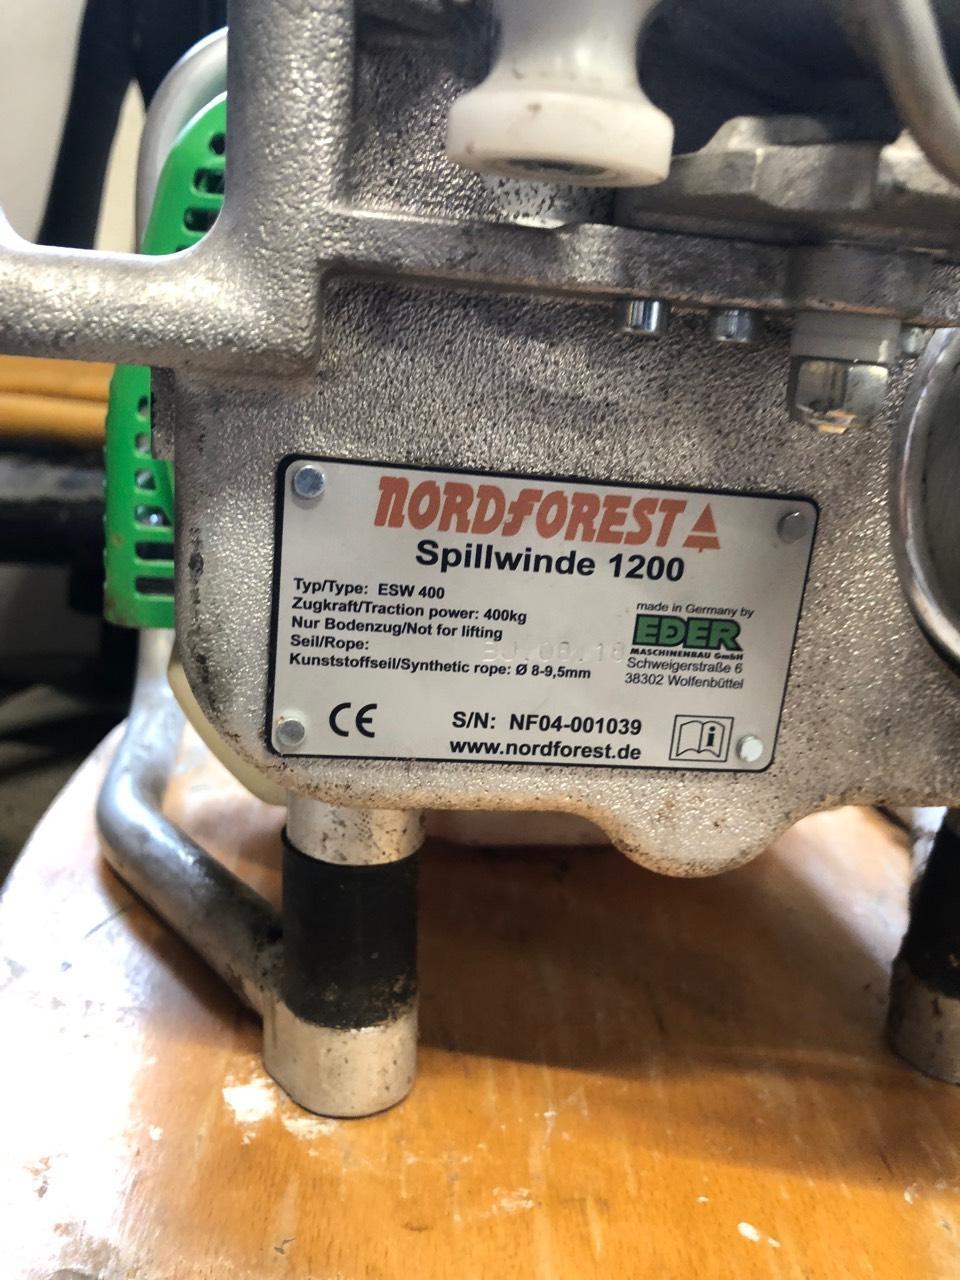 NORDFOREST
Spillwinde 1200
Typ/Type: ESW 400
Zugkraft/Traction power: 400kg
Nur Bodenzug/Not for lifting
Seil/Rope:
Kunststoffseil/Synthetic rope: Ø 8-9,5mm
made in Germany by
EDER
MASCHINENBAU GmbH
Schweigerstraße 6
38302 Wolfenbüttel
CE
S/N: NF04-001039
www.nordforest.de
i